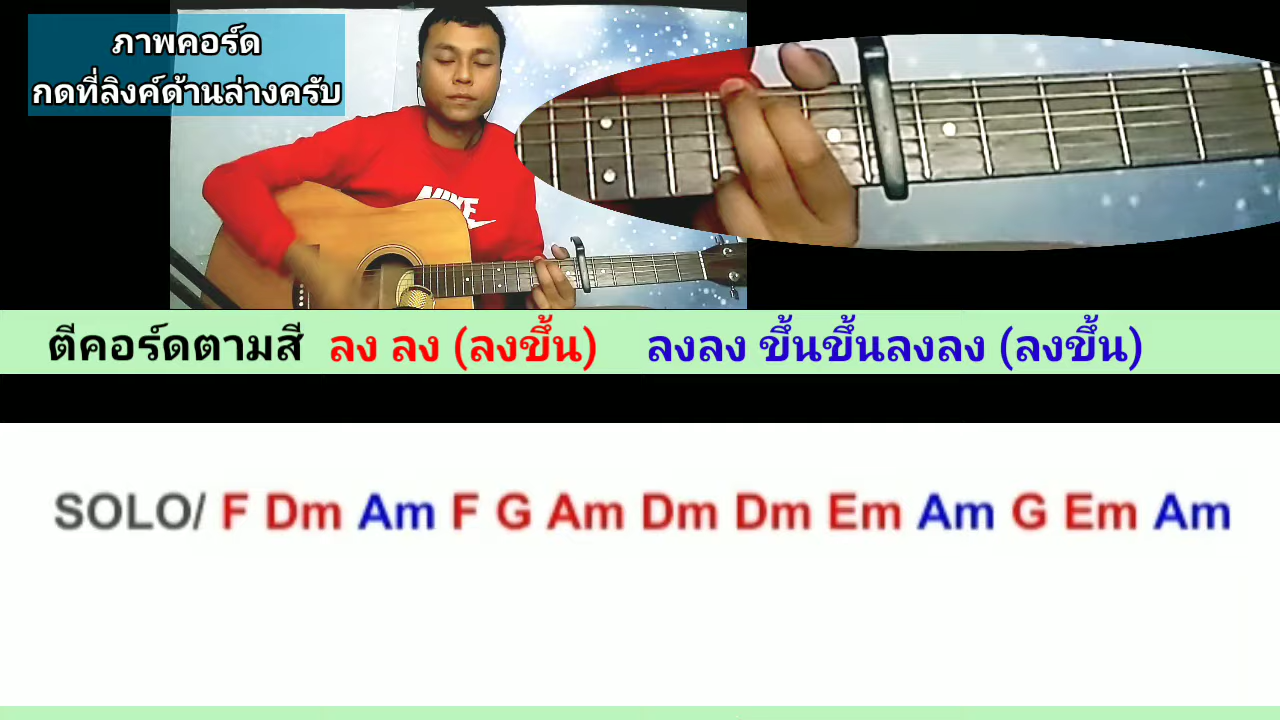 ภาพคอร์ด
กดที่ลิงค์ด้านล่างครับ
NIKE
ตีคอร์ดตามสี ลง ลง (ลงขึ้น) ลงลง ขึ้นขึ้นลงลง (ลงขึ้น)
SOLO/ F Dm Am F G Am Dm Dm Em Am G Em Am